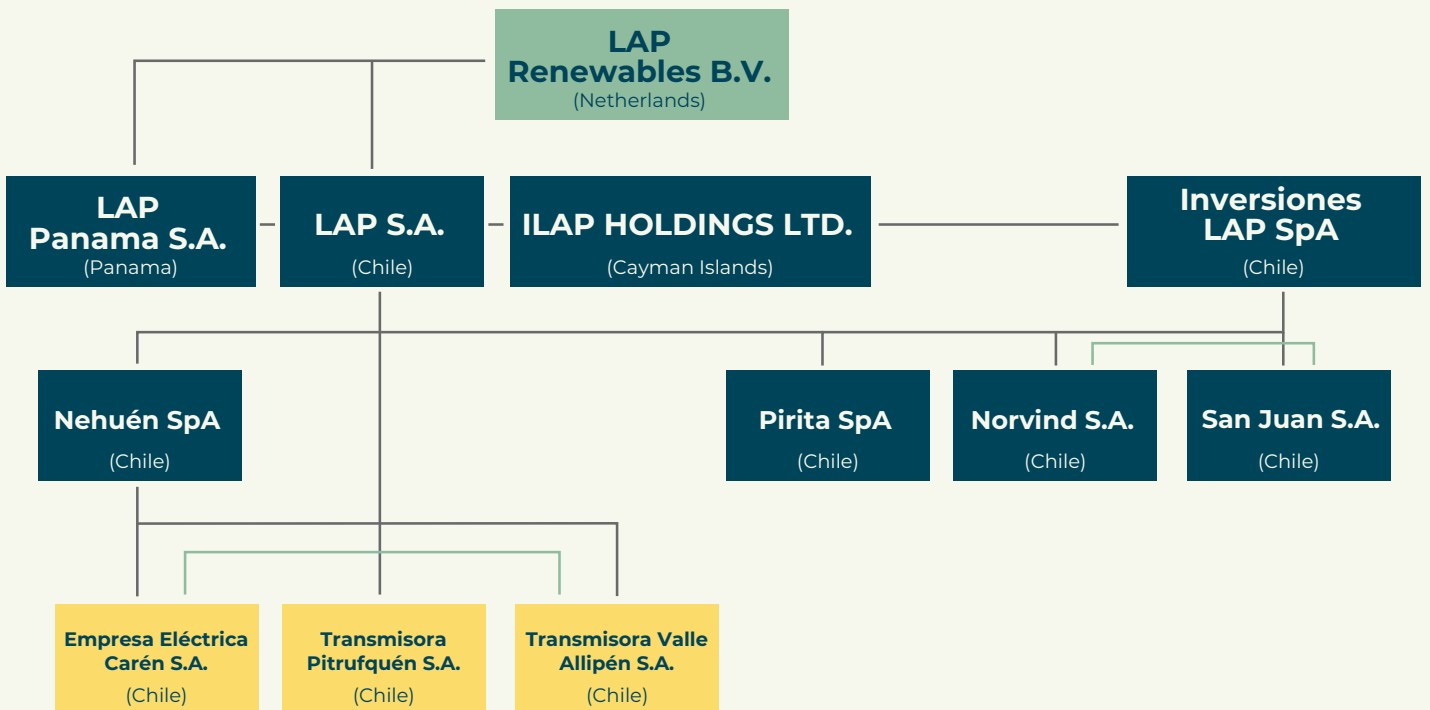 LAP
Renewables B.V.
(Netherlands)
LAP
Panama S.A.
(Panama)
LAP S.A.
(Chile)
ILAP HOLDINGS LTD.
(Cayman Islands)
Inversiones
LAP SpA
(Chile)
Nehuén SpA
(Chile)
Pirita SpA
(Chile)
Norvind S.A.
(Chile)
San Juan S.A.
(Chile)
Empresa Eléctrica
Carén S.A.
(Chile)
Transmisora
Pitrufquén S.A.
(Chile)
Transmisora Valle
Allipén S.A.
(Chile)